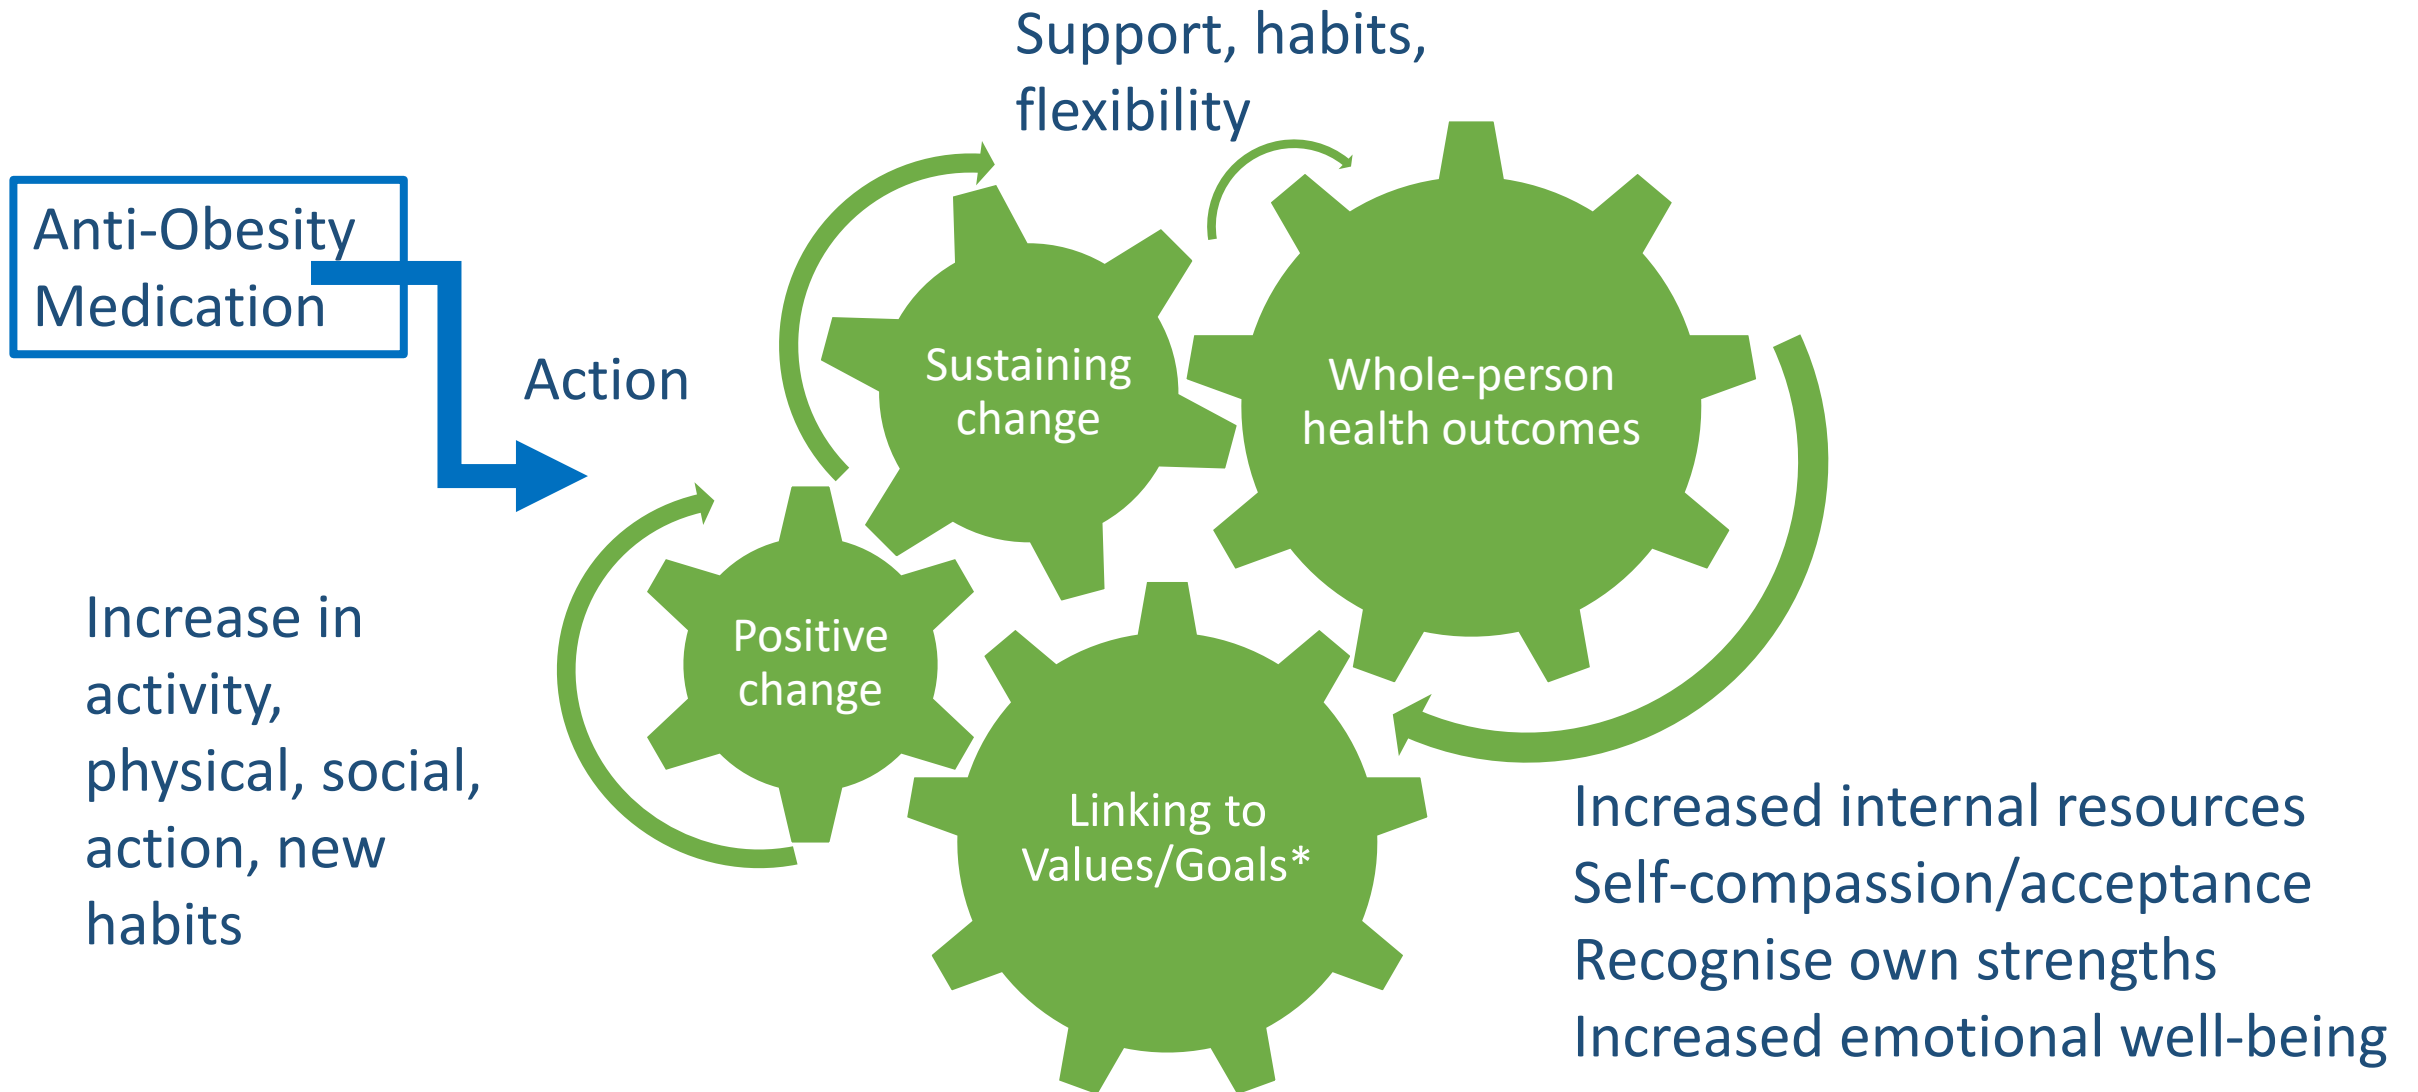 Support, habits,
flexibility
Anti-Obesity
Medication
Action
Sustaining
change
Whole-person
health outcomes
Increase in
activity,
physical, social,
action, new
habits
Positive
change
Linking to
Values/Goals*
Increased internal resources
Self-compassion/acceptance
Recognise own strengths
Increased emotional well-being